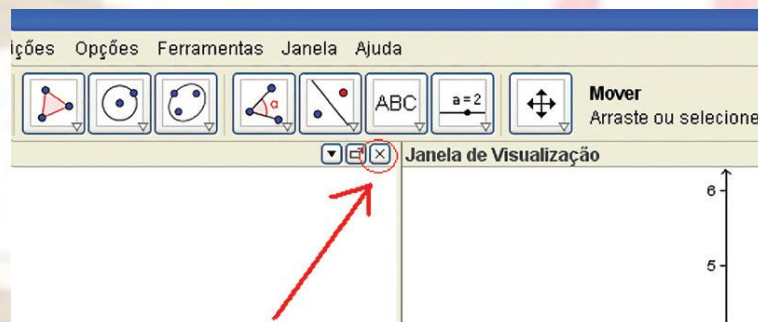 ições Opções Ferramentas Janela Ajuda
α ABC a=2 Mover
Arraste ou selecione
Janela de Visualização
6
5